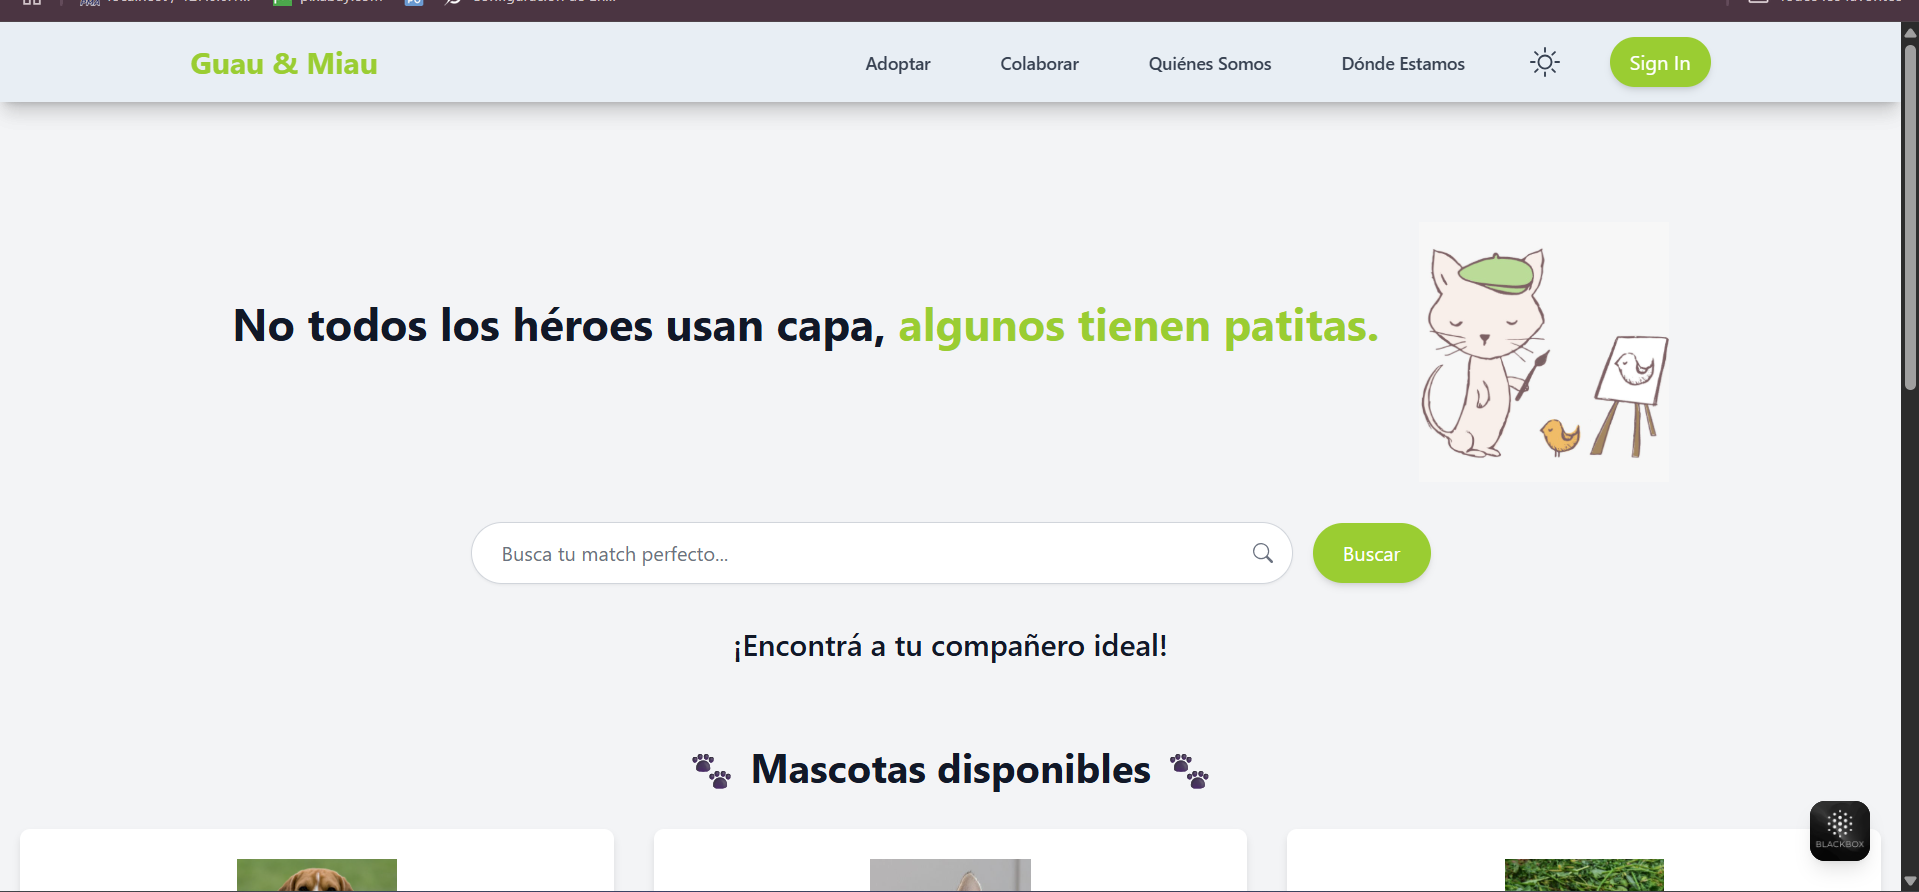 Guau & Miau
Adoptar
Colaborar
Quiénes Somos
Dónde Estamos
Sign In
No todos los héroes usan capa, algunos tienen patitas.
Busca tu match perfecto...
Buscar
¡Encontrá a tu compañero ideal!
Mascotas disponibles
BLACKBOX